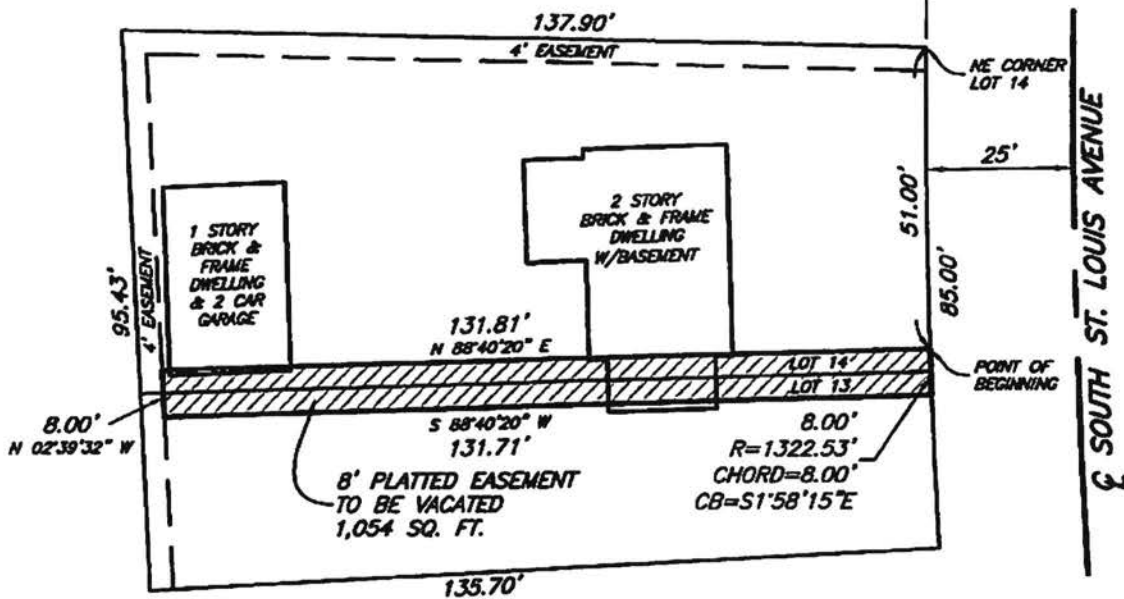 137.90'
4' EASEMENT
NE CORNER
LOT 14
25'
51.00'
85.00'
℄ SOUTH ST. LOUIS AVENUE
2 STORY
BRICK & FRAME
DWELLING
W/BASEMENT
1 STORY
BRICK &
FRAME
DWELLING
& 2 CAR
GARAGE
95.43'
4' EASEMENT
131.81'
N 88°40'20" E
LOT 14
LOT 13
POINT OF
BEGINNING
8.00'
N 02°39'32" W
S 88°40'20" W
131.71'
8' PLATTED EASEMENT
TO BE VACATED
1,054 SQ. FT.
8.00'
R=1322.53'
CHORD=8.00'
CB=S1°58'15"E
135.70'